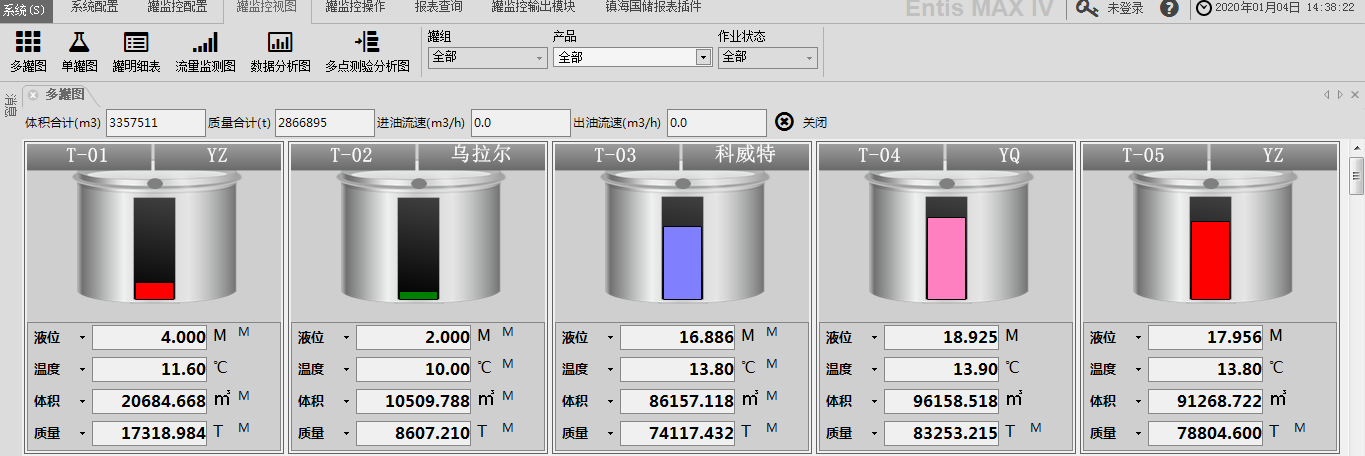 系统(S) 系统配置 罐监控配置 罐监控视图 罐监控操作 报表查询 罐监控输出模块 镇海国储报表插件 Entis MAX IV 未登录 2020年01月04日 14:38:22
多罐图 单罐图 罐明细表 流量监测图 数据分析图 多点测验分析图
罐组 产品 作业状态
全部 全部 全部
消息
多罐图
体积合计(m3) 3357511 质量合计(t) 2866895 进油流速(m3/h) 0.0 出油流速(m3/h) 0.0 关闭
T-01 YZ T-02 乌拉尔 T-03 科威特 T-04 YQ T-05 YZ
液位 4.000 M M 液位 2.000 M M 液位 16.886 M M 液位 18.925 M 液位 17.956 M
温度 11.60 ℃ 温度 10.00 ℃ M 温度 13.80 ℃ M 温度 13.90 ℃ 温度 13.80 ℃
体积 20684.668 ㎥ M 体积 10509.788 ㎥ M 体积 86157.118 ㎥ M 体积 96158.518 ㎥ 体积 91268.722 ㎥
质量 17318.984 T M 质量 8607.210 T M 质量 74117.432 T M 质量 83253.215 T M 质量 78804.600 T M